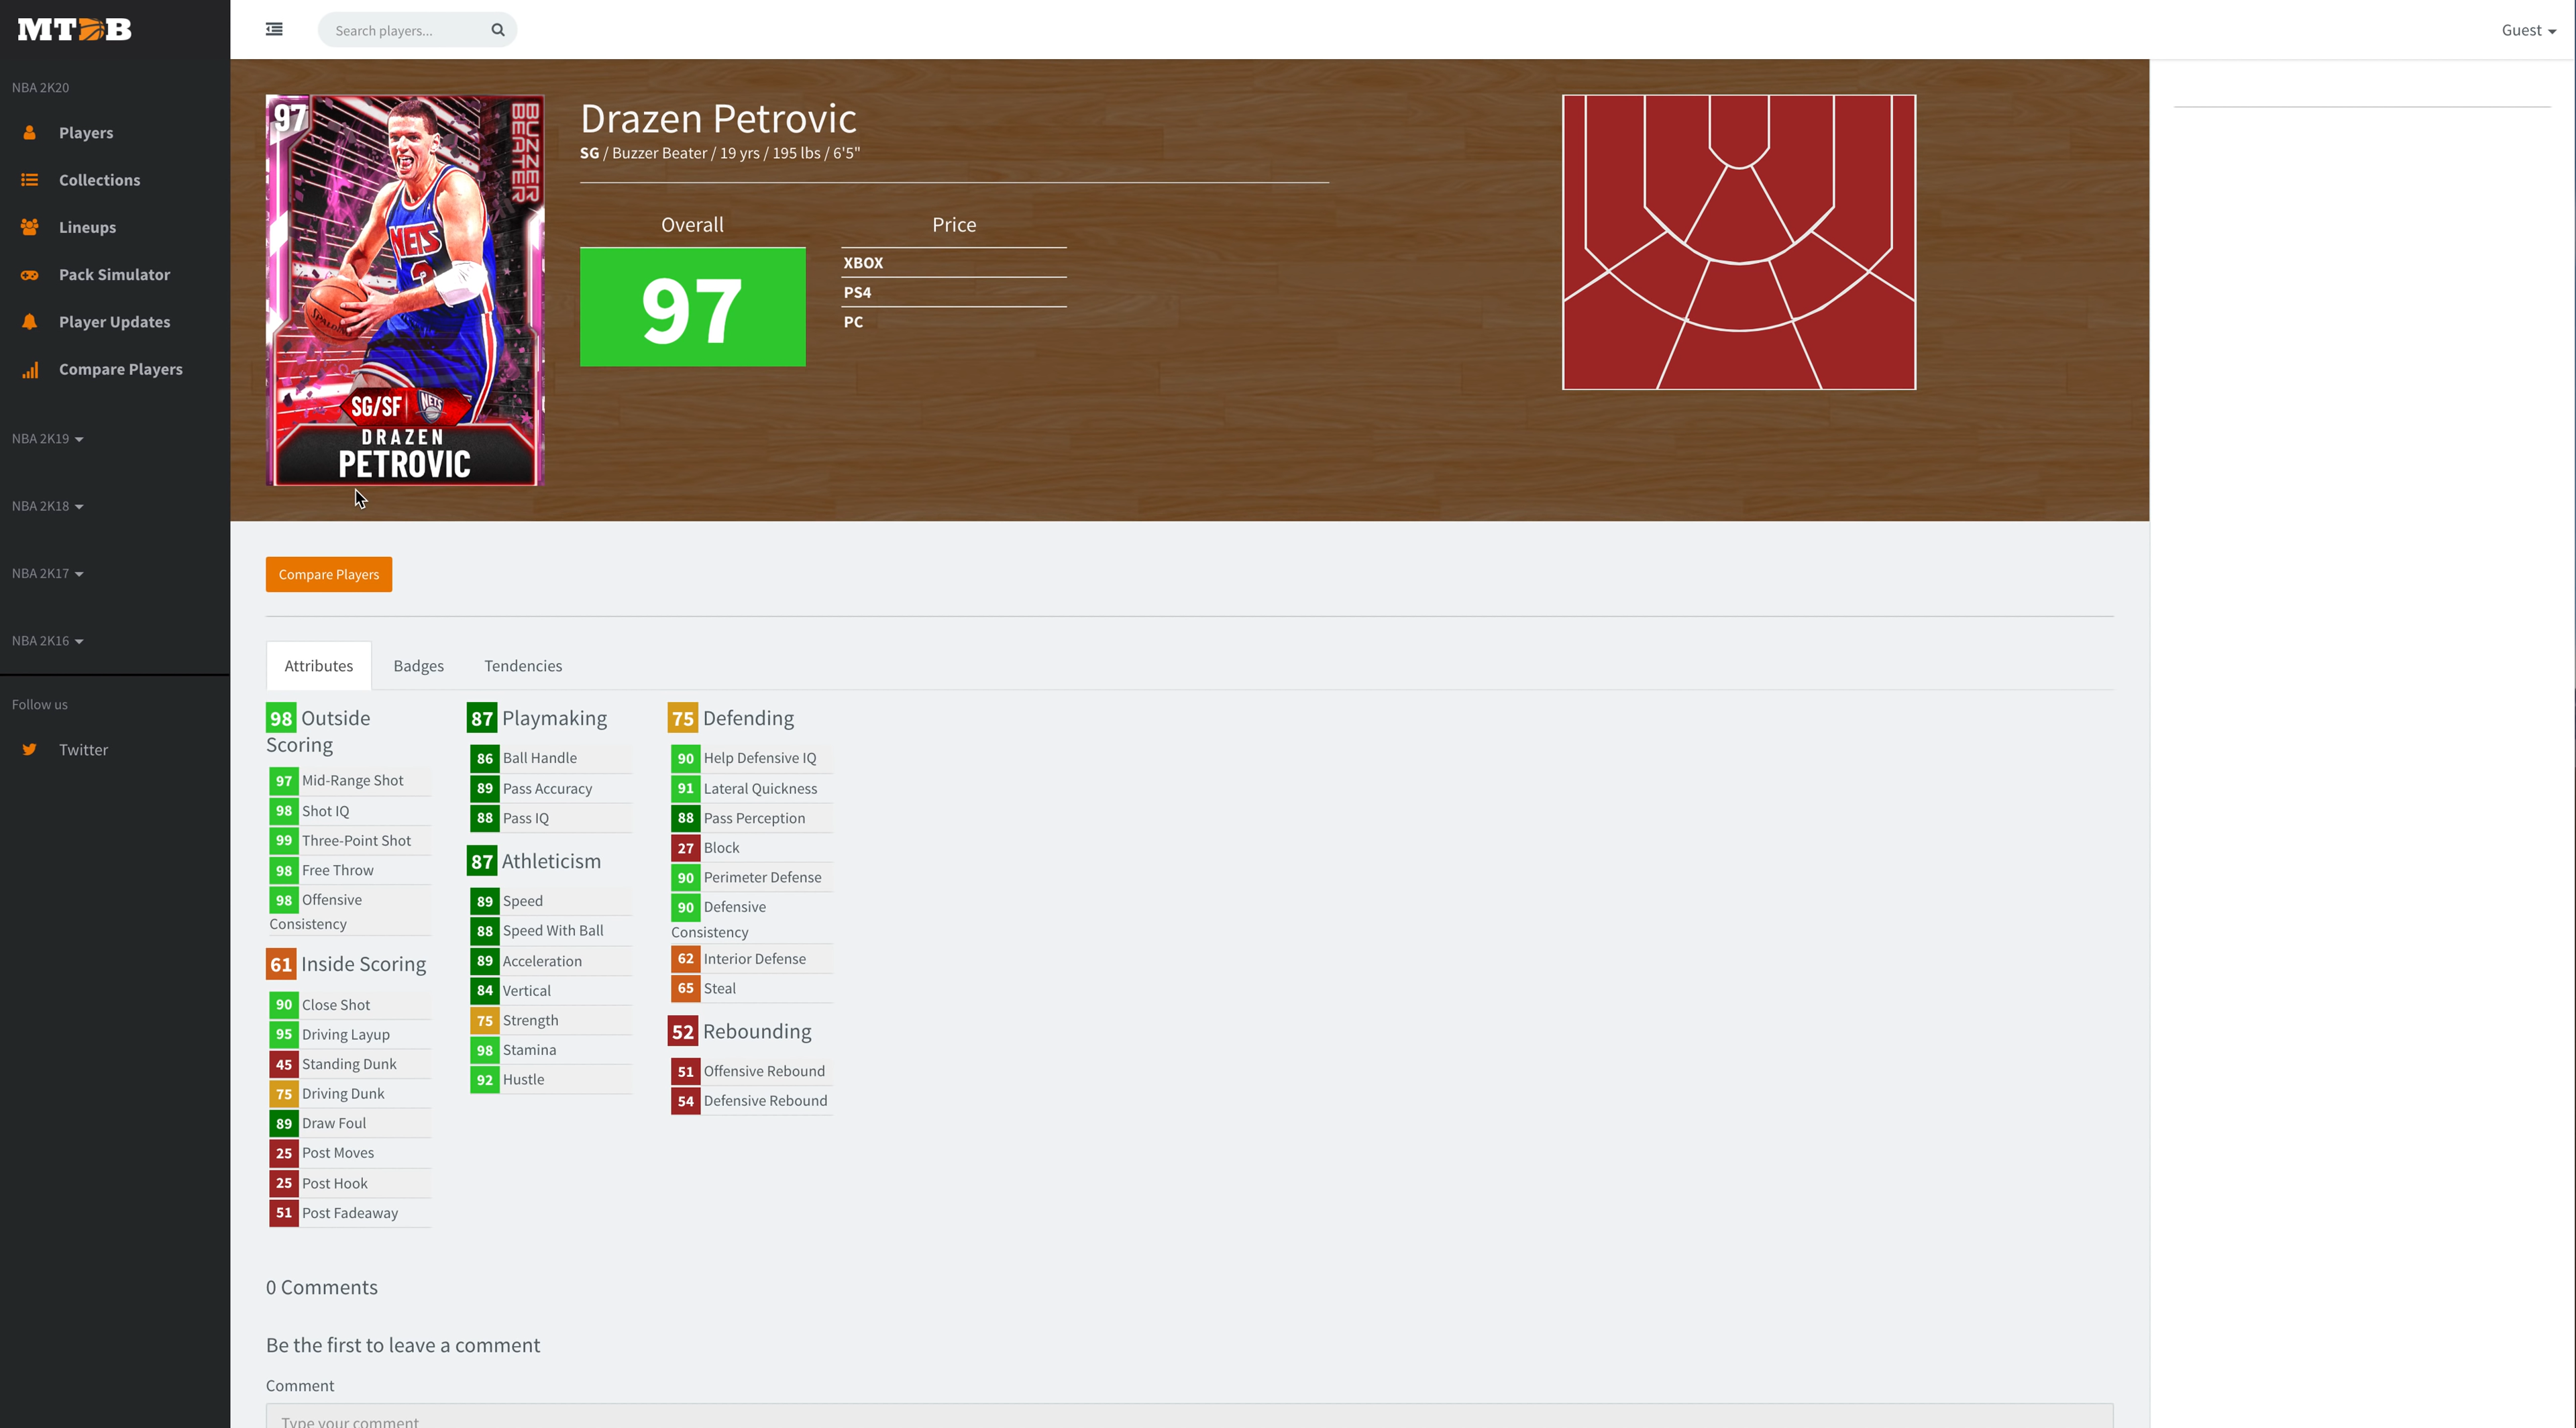 MTDB
Search players...
Guest
NBA 2K20
Players
Collections
Lineups
Pack Simulator
Player Updates
Compare Players
NBA 2K19
NBA 2K18
NBA 2K17
NBA 2K16
Follow us
Twitter
97
BUZZER
BEATER
NETS
3
SPALDING
SG/SF
NETS
DRAZEN
PETROVIC
Drazen Petrovic
SG / Buzzer Beater / 19 yrs / 195 lbs / 6'5"
Overall
97
Price
XBOX
PS4
PC
Compare Players
Attributes
Badges
Tendencies
98 Outside
Scoring
97 Mid-Range Shot
98 Shot IQ
99 Three-Point Shot
98 Free Throw
98 Offensive
Consistency
61 Inside Scoring
90 Close Shot
95 Driving Layup
45 Standing Dunk
75 Driving Dunk
89 Draw Foul
25 Post Moves
25 Post Hook
51 Post Fadeaway
87 Playmaking
86 Ball Handle
89 Pass Accuracy
88 Pass IQ
87 Athleticism
89 Speed
88 Speed With Ball
89 Acceleration
84 Vertical
75 Strength
98 Stamina
92 Hustle
75 Defending
90 Help Defensive IQ
91 Lateral Quickness
88 Pass Perception
27 Block
90 Perimeter Defense
90 Defensive
Consistency
62 Interior Defense
65 Steal
52 Rebounding
51 Offensive Rebound
54 Defensive Rebound
0 Comments
Be the first to leave a comment
Comment
Type your comment